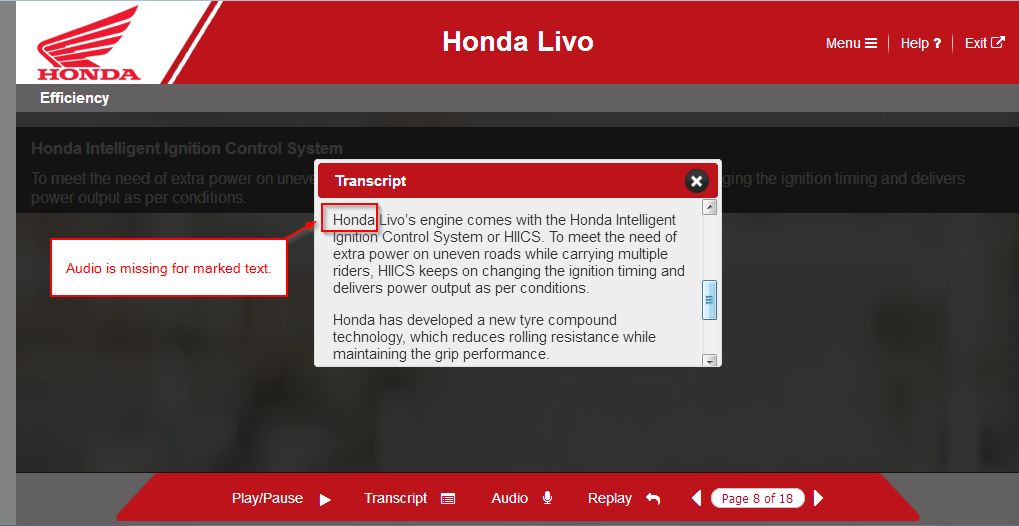 HONDA
Honda Livo
Menu
Help ?
Exit
Efficiency
Honda Intelligent Ignition Control System
To meet the need of extra power on uneve
ging the ignition timing and delivers
power output as per conditions.
Transcript
Honda Livo's engine comes with the Honda Intelligent
Ignition Control System or HIICS. To meet the need of
extra power on uneven roads while carrying multiple
riders, HIICS keeps on changing the ignition timing and
delivers power output as per conditions.
Honda has developed a new tyre compound
technology, which reduces rolling resistance while
maintaining the grip performance.
Audio is missing for marked text.
Play/Pause
Transcript
Audio
Replay
Page 8 of 18